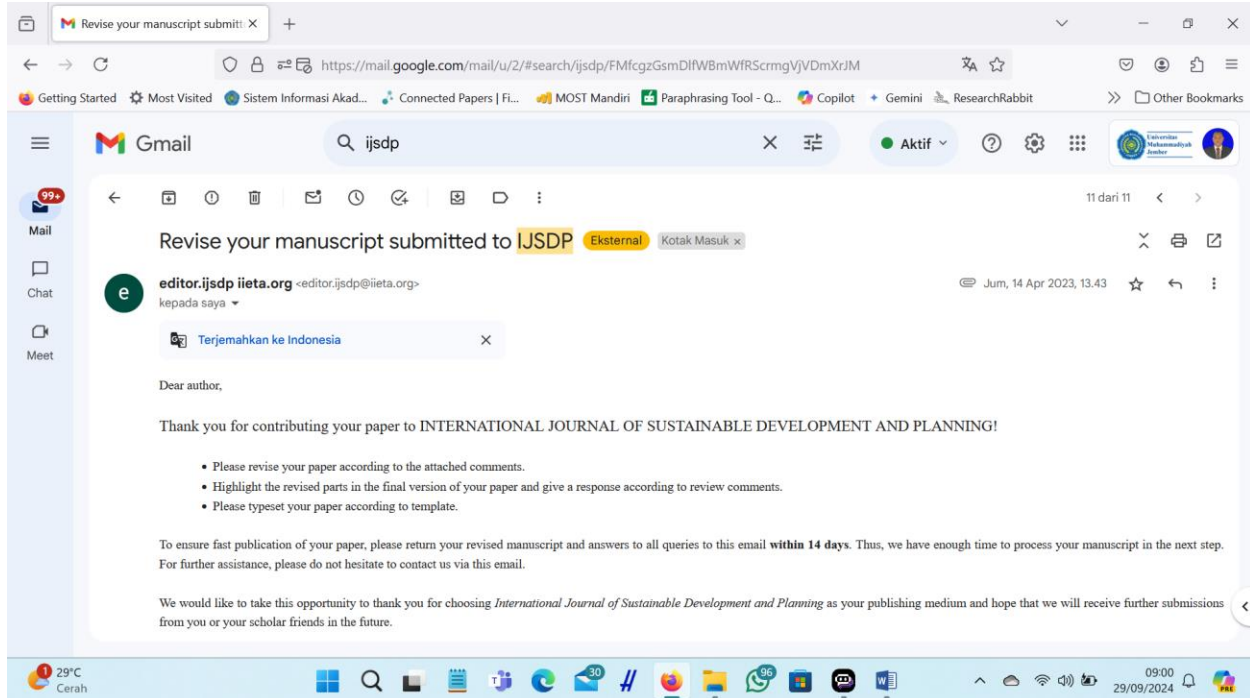 Revise your manuscript submitt
https://mail.google.com/mail/u/2/#search/ijsdp/FMfcgzGsmDlfWBmWfRScrmgVjVDmXrJM
Getting Started Most Visited Sistem Informasi Akad... Connected Papers | Fi... MOST Mandiri Paraphrasing Tool - Q... Copilot Gemini ResearchRabbit Other Bookmarks
Gmail ijsdp Aktif Universitas Muhammadiyah Jember
99+
Mail
Chat
Meet
11 dari 11
Revise your manuscript submitted to IJSDP Eksternal Kotak Masuk ×
e
editor.ijsdp iieta.org <editor.ijsdp@iieta.org> Jum, 14 Apr 2023, 13.43
kepada saya
Terjemahkan ke Indonesia
Dear author,
Thank you for contributing your paper to INTERNATIONAL JOURNAL OF SUSTAINABLE DEVELOPMENT AND PLANNING!
• Please revise your paper according to the attached comments.
• Highlight the revised parts in the final version of your paper and give a response according to review comments.
• Please typeset your paper according to template.
To ensure fast publication of your paper, please return your revised manuscript and answers to all queries to this email within 14 days. Thus, we have enough time to process your manuscript in the next step.
For further assistance, please do not hesitate to contact us via this email.
We would like to take this opportunity to thank you for choosing International Journal of Sustainable Development and Planning as your publishing medium and hope that we will receive further submissions
from you or your scholar friends in the future.
1 29°C
Cerah
30
96
09:00
29/09/2024
PRE